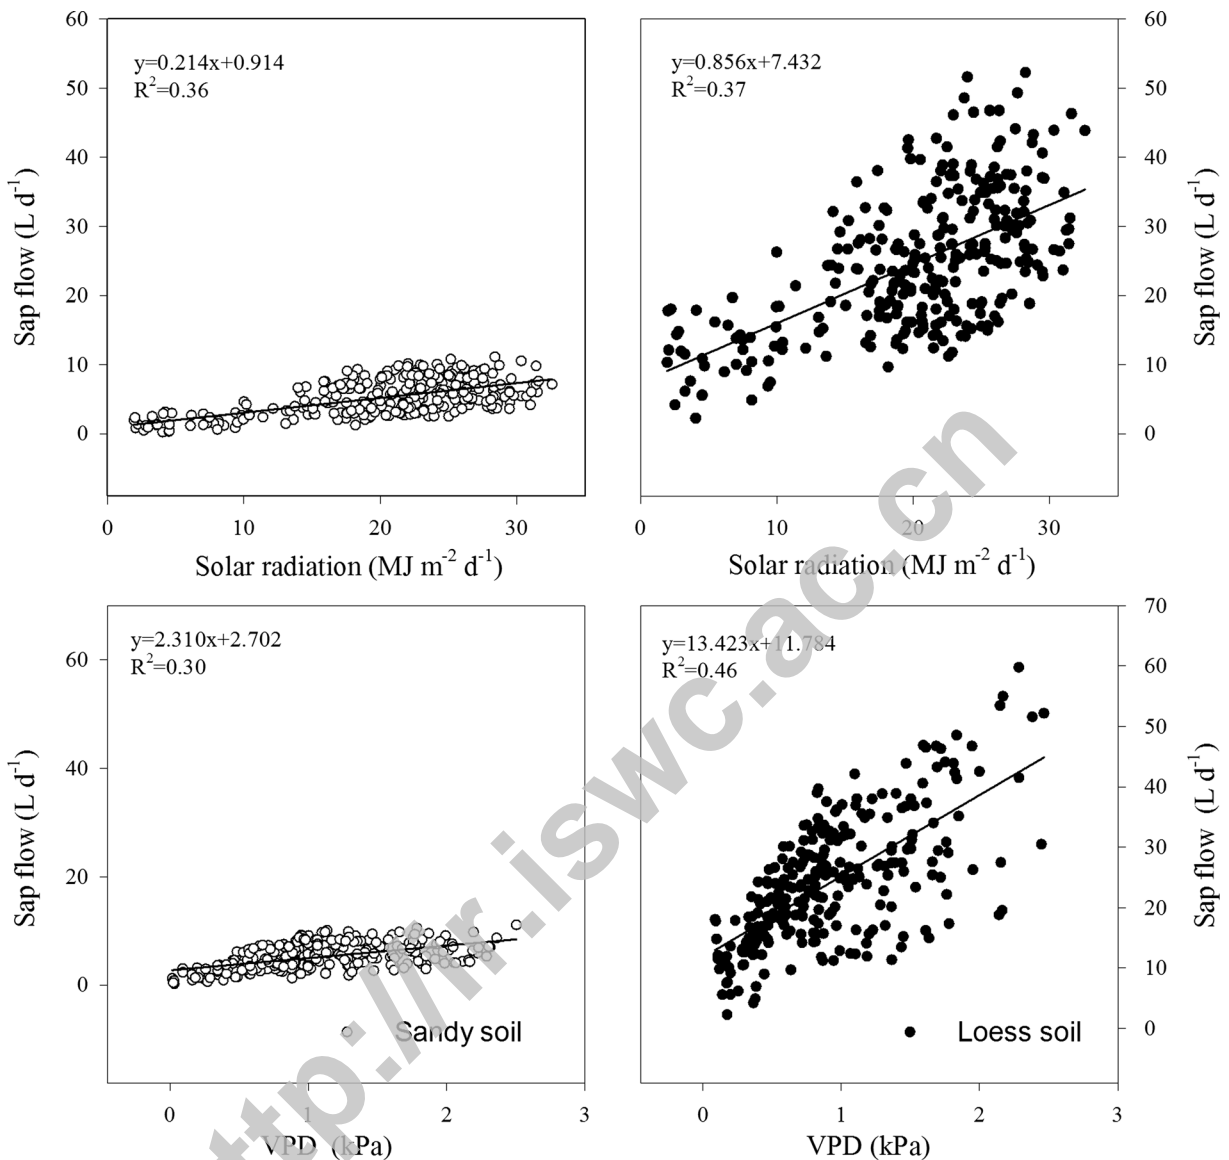 60
50
40
30
20
10
0
y=0.214x+0.914
R²=0.36
Sap flow (L d⁻¹)
0 10 20 30
Solar radiation (MJ m⁻² d⁻¹)
y=0.856x+7.432
R²=0.37
60
50
40
30
20
10
0
Sap flow (L d⁻¹)
0 10 20 30
Solar radiation (MJ m⁻² d⁻¹)
60
40
20
0
y=2.310x+2.702
R²=0.30
Sap flow (L d⁻¹)
Sandy soil
0 1 2 3
VPD (kPa)
y=13.423x+11.784
R²=0.46
70
60
50
40
30
20
10
0
Sap flow (L d⁻¹)
Loess soil
0 1 2 3
VPD (kPa)
ttp://ir.iswc.ac.cn